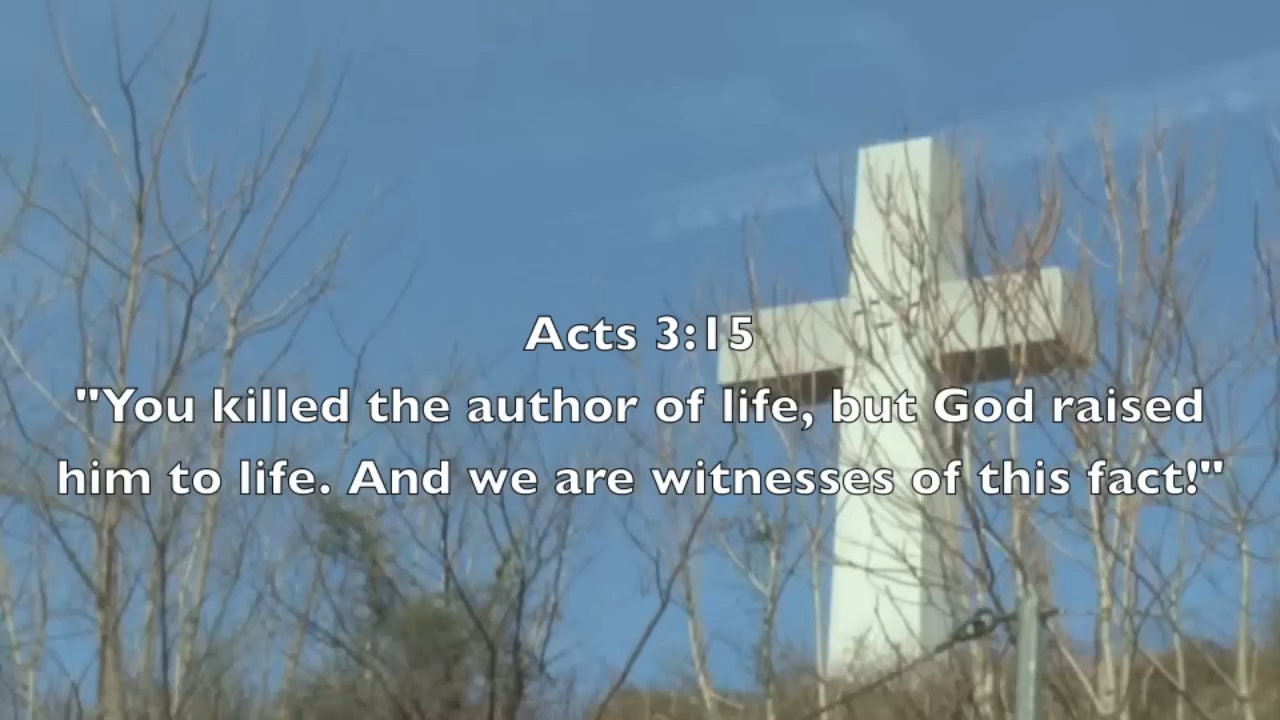 Acts 3:15
"You killed the author of life, but God raised
him to life. And we are witnesses of this fact!"